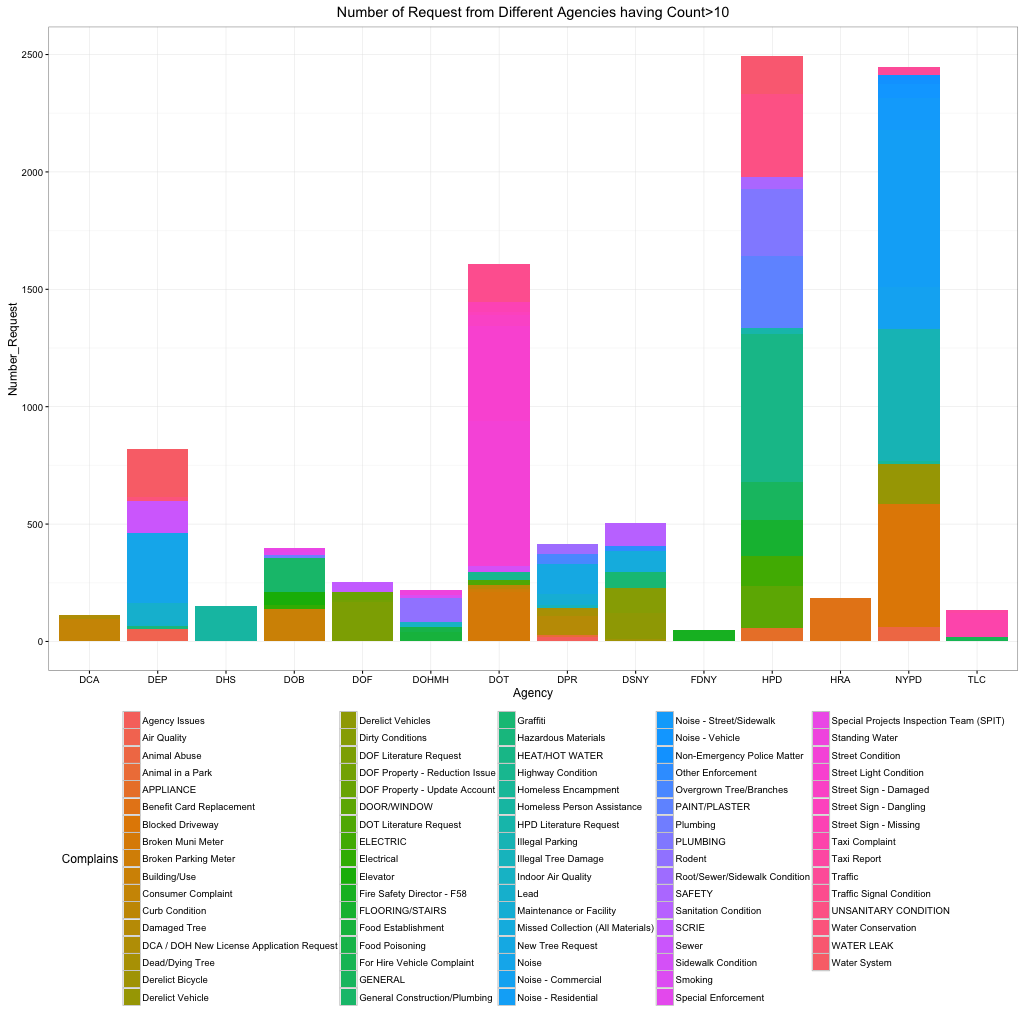 Number of Request from Different Agencies having Count>10
Number_Request
2500
2000
1500
1000
500
0
DCA DEP DHS DOB DOF DOHMH DOT DPR DSNY FDNY HPD HRA NYPD TLC
Agency
Complains
Agency Issues
Air Quality
Animal Abuse
Animal in a Park
APPLIANCE
Benefit Card Replacement
Blocked Driveway
Broken Muni Meter
Broken Parking Meter
Building/Use
Consumer Complaint
Curb Condition
Damaged Tree
DCA / DOH New License Application Request
Dead/Dying Tree
Derelict Bicycle
Derelict Vehicle
Derelict Vehicles
Dirty Conditions
DOF Literature Request
DOF Property - Reduction Issue
DOF Property - Update Account
DOOR/WINDOW
DOT Literature Request
ELECTRIC
Electrical
Elevator
Fire Safety Director - F58
FLOORING/STAIRS
Food Establishment
Food Poisoning
For Hire Vehicle Complaint
GENERAL
General Construction/Plumbing
Graffiti
Hazardous Materials
HEAT/HOT WATER
Highway Condition
Homeless Encampment
Homeless Person Assistance
HPD Literature Request
Illegal Parking
Illegal Tree Damage
Indoor Air Quality
Lead
Maintenance or Facility
Missed Collection (All Materials)
New Tree Request
Noise
Noise - Commercial
Noise - Residential
Noise - Street/Sidewalk
Noise - Vehicle
Non-Emergency Police Matter
Other Enforcement
Overgrown Tree/Branches
PAINT/PLASTER
Plumbing
PLUMBING
Rodent
Root/Sewer/Sidewalk Condition
SAFETY
Sanitation Condition
SCRIE
Sewer
Sidewalk Condition
Smoking
Special Enforcement
Special Projects Inspection Team (SPIT)
Standing Water
Street Condition
Street Light Condition
Street Sign - Damaged
Street Sign - Dangling
Street Sign - Missing
Taxi Complaint
Taxi Report
Traffic
Traffic Signal Condition
UNSANITARY CONDITION
Water Conservation
WATER LEAK
Water System